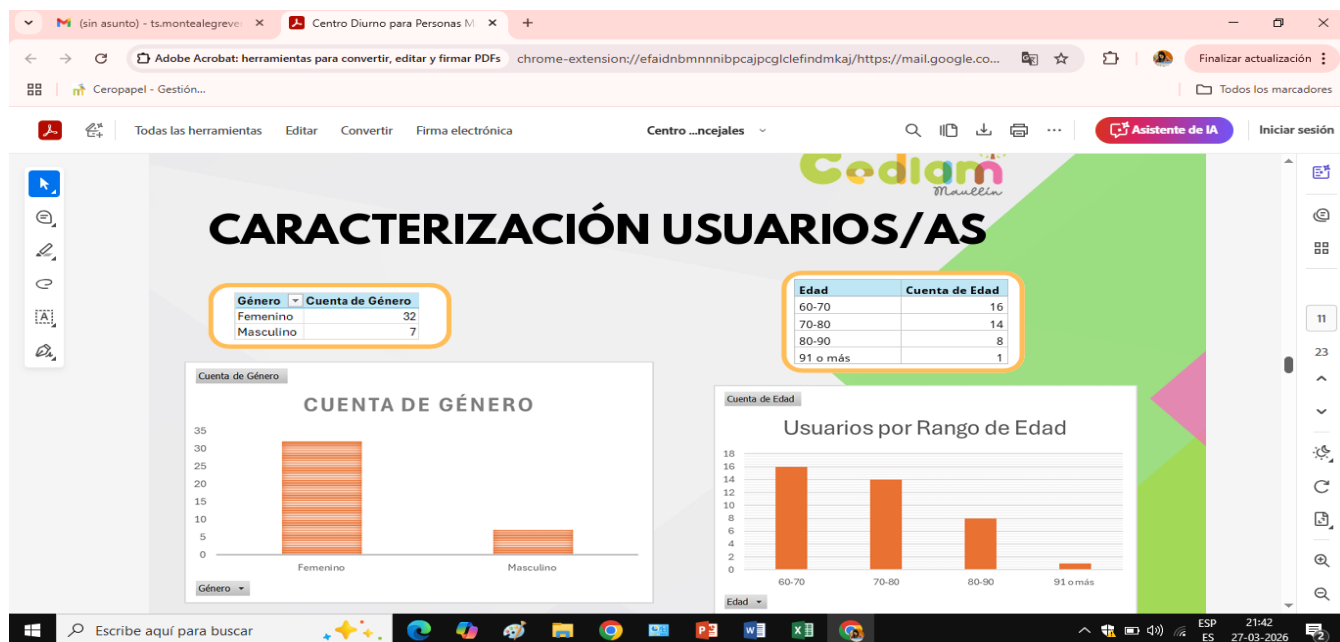 (sin asunto) - ts.montealegreve
Centro Diurno para Personas M
Adobe Acrobat: herramientas para convertir, editar y firmar PDFs
chrome-extension://efaidnbmnnnibpcajpcglclefindmkaj/https://mail.google.co...
Finalizar actualización
Ceropapel - Gestión...
Todos los marcadores
Todas las herramientas
Editar
Convertir
Firma electrónica
Centro ...ncejales
Asistente de IA
Iniciar sesión
Cediam
Maullín
CARACTERIZACIÓN USUARIOS/AS
Género Cuenta de Género
Femenino 32
Masculino 7
Edad Cuenta de Edad
60-70 16
70-80 14
80-90 8
91 o más 1
11
23
Cuenta de Género
CUENTA DE GÉNERO
35
30
25
20
15
10
5
0
Femenino Masculino
Género
Cuenta de Edad
Usuarios por Rango de Edad
18
16
14
12
10
8
6
4
2
0
60-70 70-80 80-90 91 o más
Edad
Escribe aquí para buscar
ESP
ES
21:42
27-03-2026